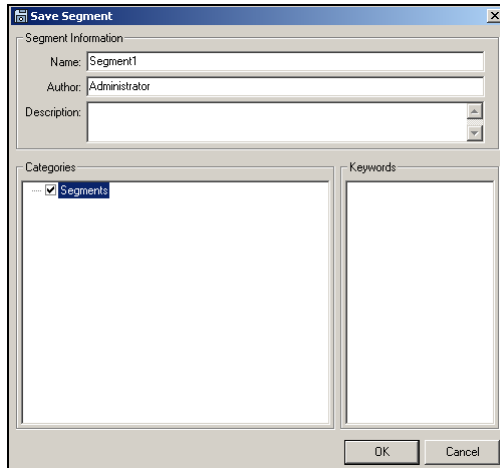 Save Segment
Segment Information
Name: Segment1
Author: Administrator
Description:
Categories
Segments
Keywords
OK
Cancel